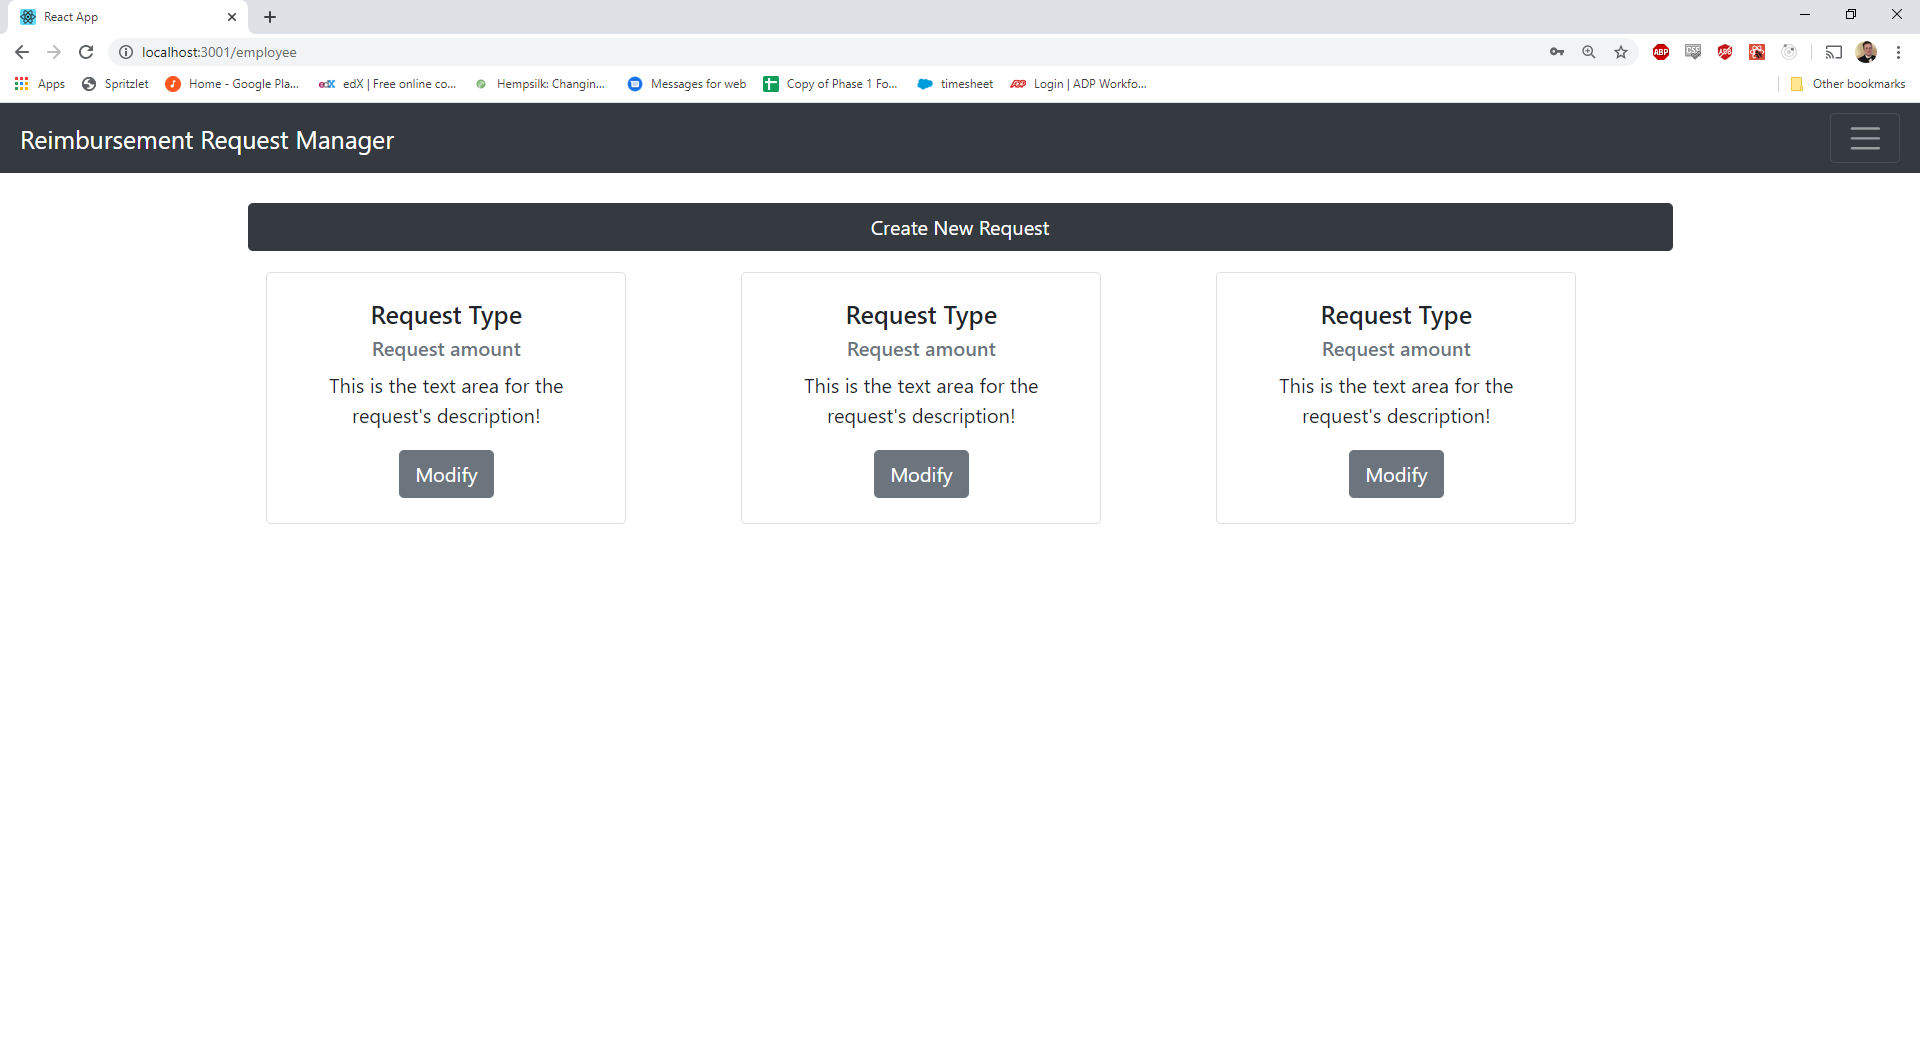 React App
localhost:3001/employee
ABP
CSS
ADB
Apps
Spritzlet
Home - Google Pla...
edX
edX | Free online co...
Hempsilk: Changin...
Messages for web
Copy of Phase 1 Fo...
timesheet
Login | ADP Workfo...
Other bookmarks
Reimbursement Request Manager
Create New Request
Request Type
Request amount
This is the text area for the
request's description!
Modify
Request Type
Request amount
This is the text area for the
request's description!
Modify
Request Type
Request amount
This is the text area for the
request's description!
Modify